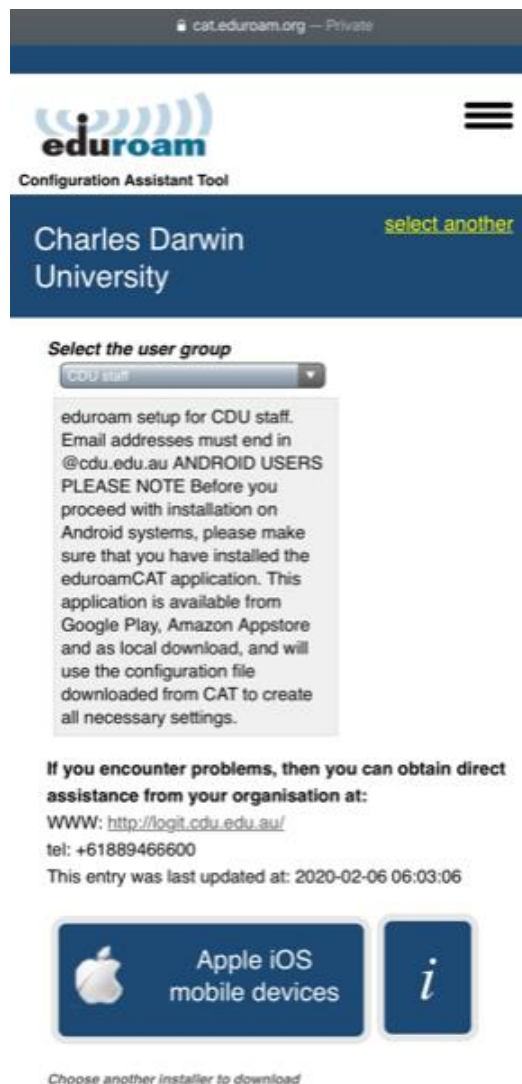 cat.eduroam.org — Private
eduroam
Configuration Assistant Tool
select another
Charles Darwin
University
Select the user group
CDU staff
eduroam setup for CDU staff.
Email addresses must end in
@cdu.edu.au ANDROID USERS
PLEASE NOTE Before you
proceed with installation on
Android systems, please make
sure that you have installed the
eduroamCAT application. This
application is available from
Google Play, Amazon Appstore
and as local download, and will
use the configuration file
downloaded from CAT to create
all necessary settings.
If you encounter problems, then you can obtain direct
assistance from your organisation at:
WWW: http://logit.cdu.edu.au/
tel: +61889466600
This entry was last updated at: 2020-02-06 06:03:06
Apple iOS
mobile devices
i
Choose another installer to download